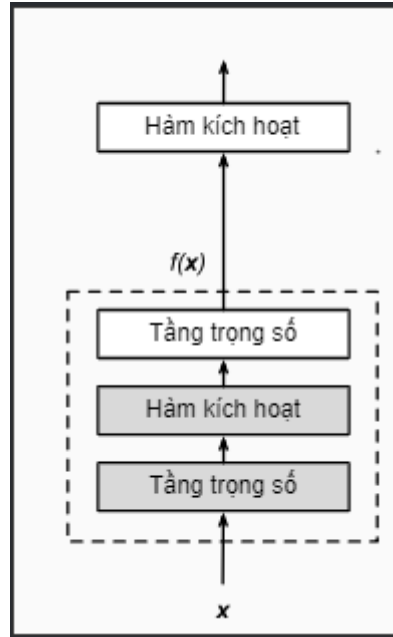 Hàm kích hoạt
f(x)
Tầng trọng số
Hàm kích hoạt
Tầng trọng số
x